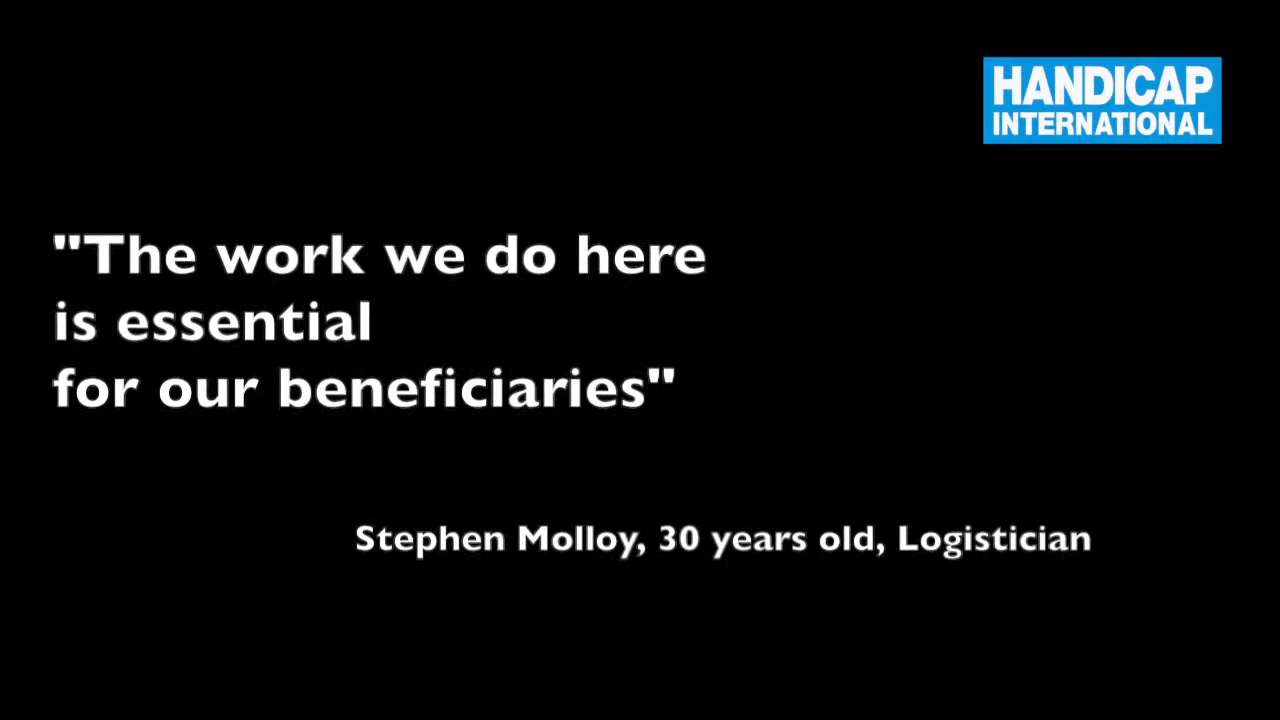 HANDICAP
INTERNATIONAL
"The work we do here
is essential
for our beneficiaries"
Stephen Molloy, 30 years old, Logistician